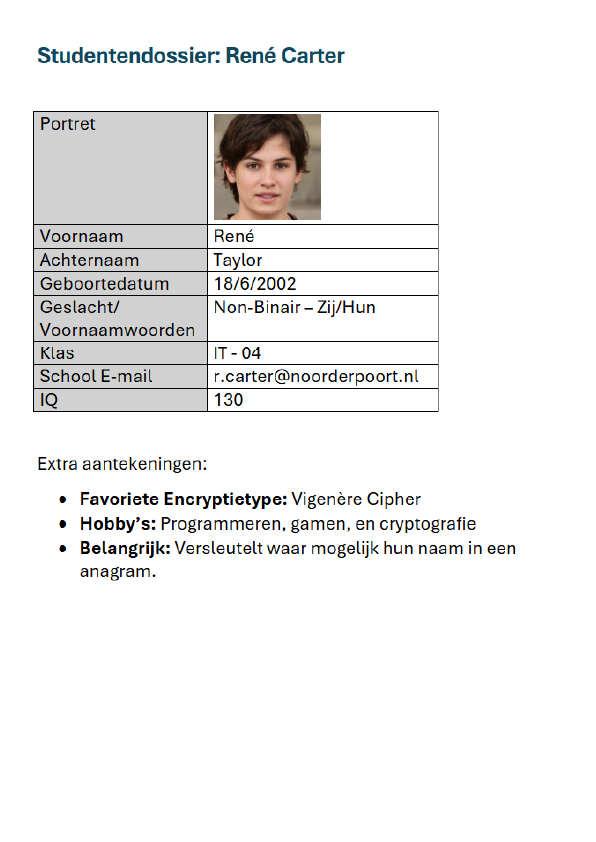 Studentendossier: René Carter
Portret
Voornaam René
Achternaam Taylor
Geboortedatum 18/6/2002
Geslacht/ Non-Binair – Zij/Hun
Voornaamwoorden
Klas IT - 04
School E-mail r.carter@noorderpoort.nl
IQ 130
Extra aantekeningen:
• Favoriete Encryptietype: Vigenère Cipher
• Hobby’s: Programmeren, gamen, en cryptografie
• Belangrijk: Versleutelt waar mogelijk hun naam in een
anagram.